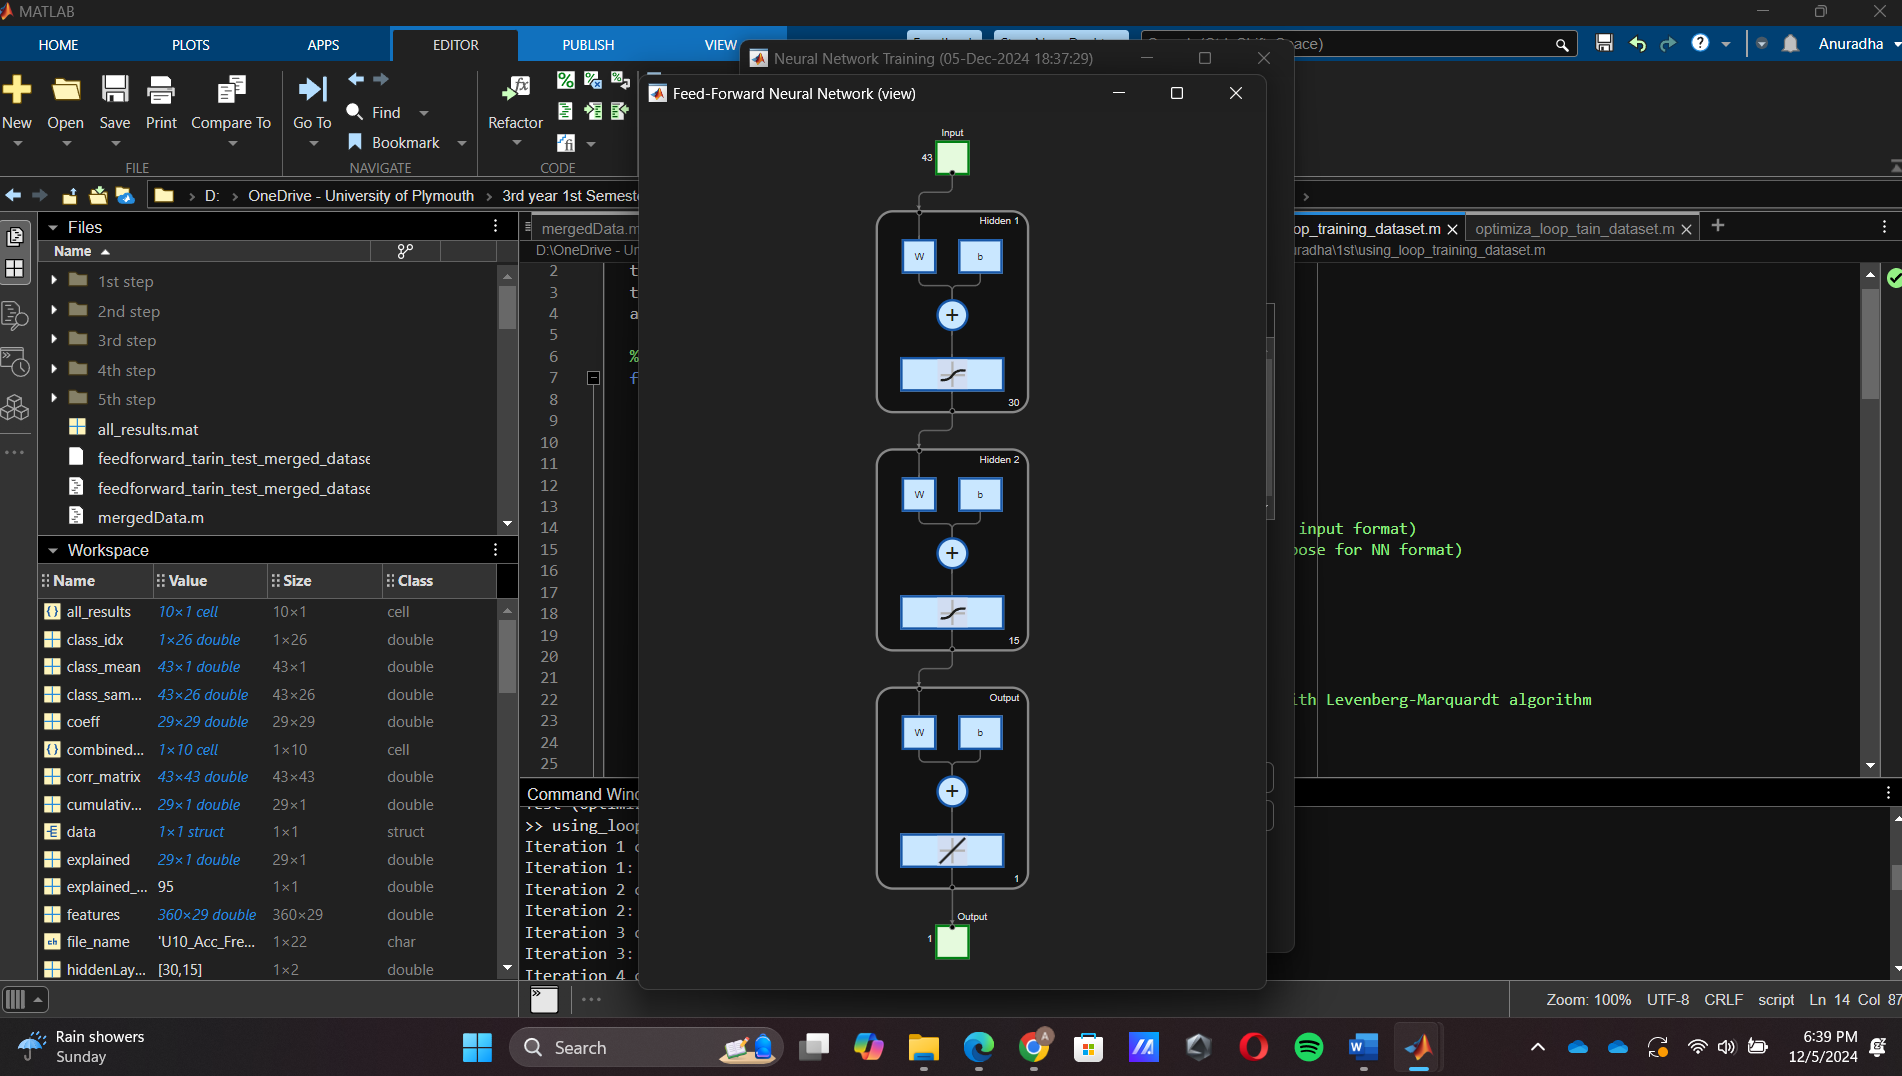 MATLAB
HOME PLOTS APPS EDITOR PUBLISH VIEW
Space)
Anuradha
New Open Save Print Compare To Go To Find Bookmark Refactor
FILE NAVIGATE CODE
D: OneDrive - University of Plymouth 3rd year 1st Semest
Files
Name
1st step
2nd step
3rd step
4th step
5th step
all_results.mat
feedforward_tarin_test_merged_datase
feedforward_tarin_test_merged_datase
mergedData.m
Workspace
Name Value Size Class
all_results 10×1 cell 10×1 cell
class_idx 1×26 double 1×26 double
class_mean 43×1 double 43×1 double
class_sam... 43×26 double 43×26 double
coeff 29×29 double 29×29 double
combined... 1×10 cell 1×10 cell
corr_matrix 43×43 double 43×43 double
cumulativ... 29×1 double 29×1 double
data 1×1 struct 1×1 struct
explained 29×1 double 29×1 double
explained_... 95 1×1 double
features 360×29 double 360×29 double
file_name 'U10_Acc_Fre... 1×22 char
hiddenLay... [30,15] 1×2 double
mergedData.m
op_training_dataset.m optimiza_loop_tain_dataset.m
D:\OneDrive - Un
uradha\1st\using_loop_training_dataset.m
2 t
3 t
4 a
5
6 %
7 f
8
9
10
11
12
13
14 input format)
15 pose for NN format)
16
17
18
19
20
21
22 ith Levenberg-Marquardt algorithm
23
24
25
Command Wind
>> using_loop
Iteration 1 c
Iteration 1:
Iteration 2 c
Iteration 2:
Iteration 3 c
Iteration 3:
Iteration 4 c
Neural Network Training (05-Dec-2024 18:37:29)
Feed-Forward Neural Network (view)
Input
43
Hidden 1
W b
+
30
Hidden 2
W b
+
15
Output
W b
+
1
Output
1
Zoom: 100% UTF-8 CRLF script Ln 14 Col 87
Rain showers
Sunday
Search
6:39 PM
12/5/2024